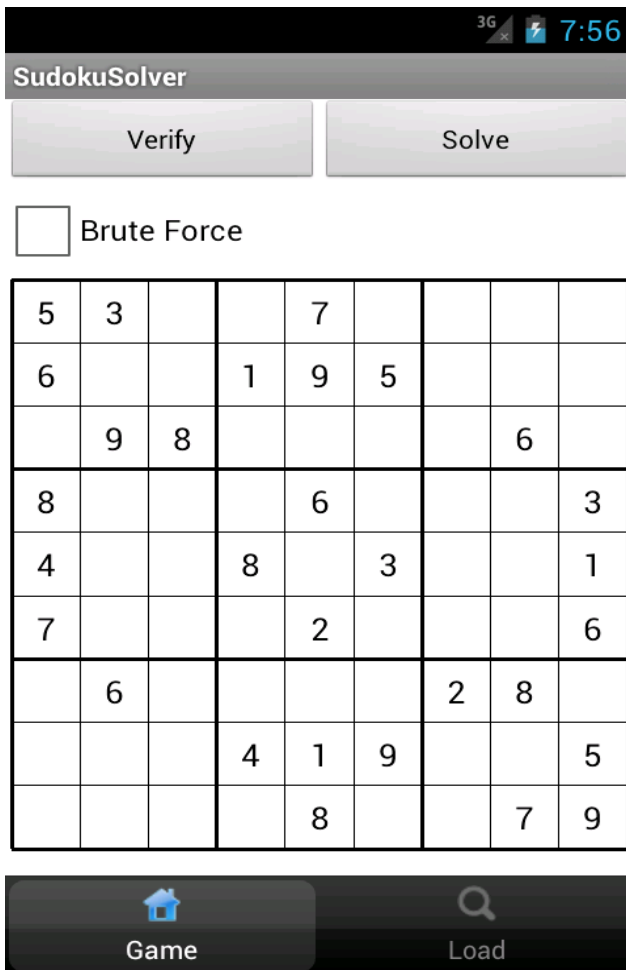 3G 7:56
SudokuSolver
Verify Solve
Brute Force
5 3 7
6 1 9 5
9 8 6
8 6 3
4 8 3 1
7 2 6
6 2 8
4 1 9 5
8 7 9
Game Load